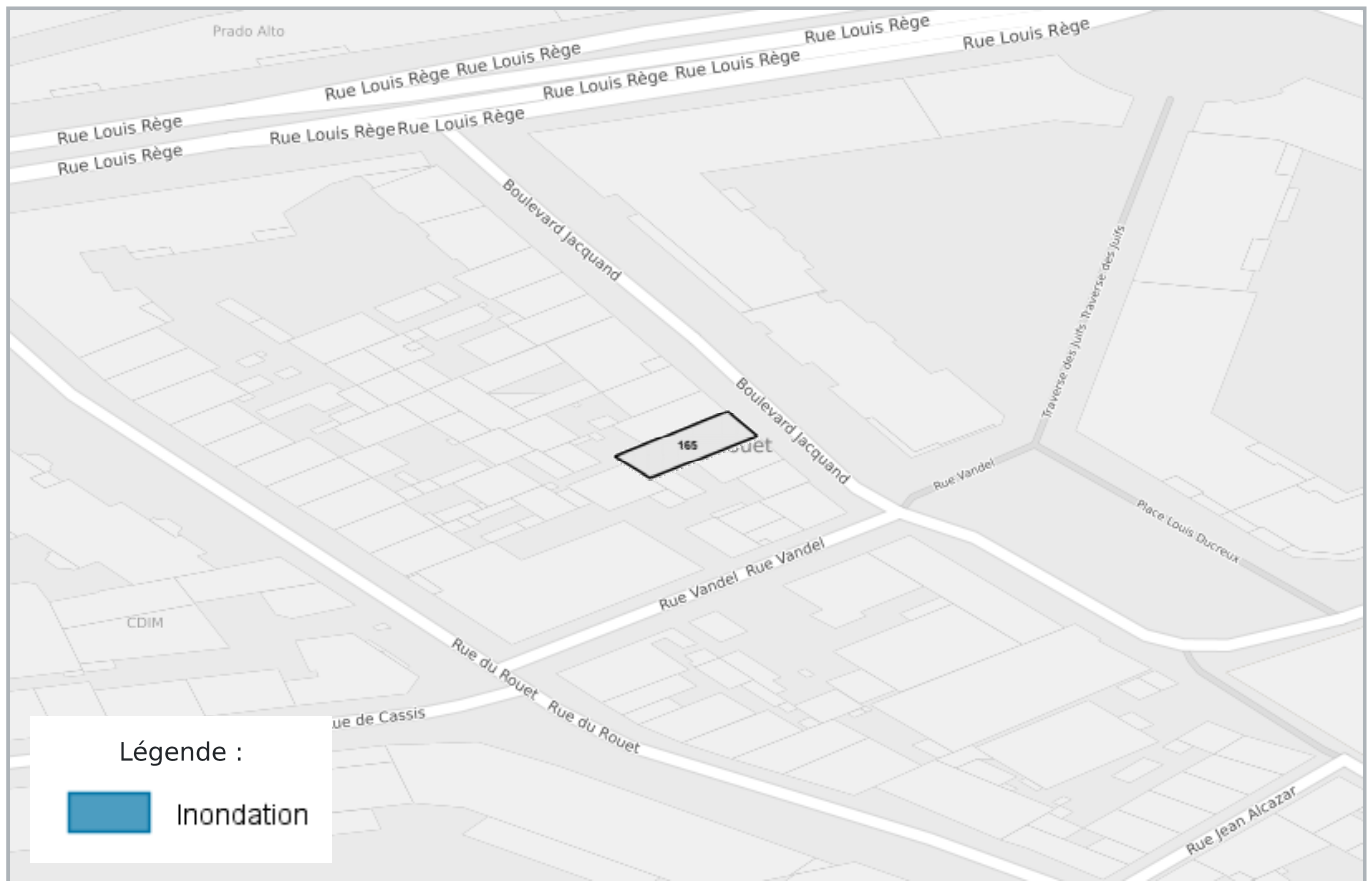 Prado Alto
Rue Louis Rège
Rue Louis Rège
Rue Louis Rège
Rue Louis Rège
Rue Louis Rège
Rue Louis Rège
Rue Louis Rège
Rue Louis Rège
Rue Louis Rège
Rue Louis Rège
Boulevard Jacquand
Traverse des Juifs
Traverse des Juifs
Boulevard Jacquand
165
Rue Vandel
Place Louis Ducreux
Rue Vandel
Rue Vandel
CDIM
Rue du Rouet
Rue du Rouet
ue de Cassis
Légende :
Inondation
Rue Jean Alcazar